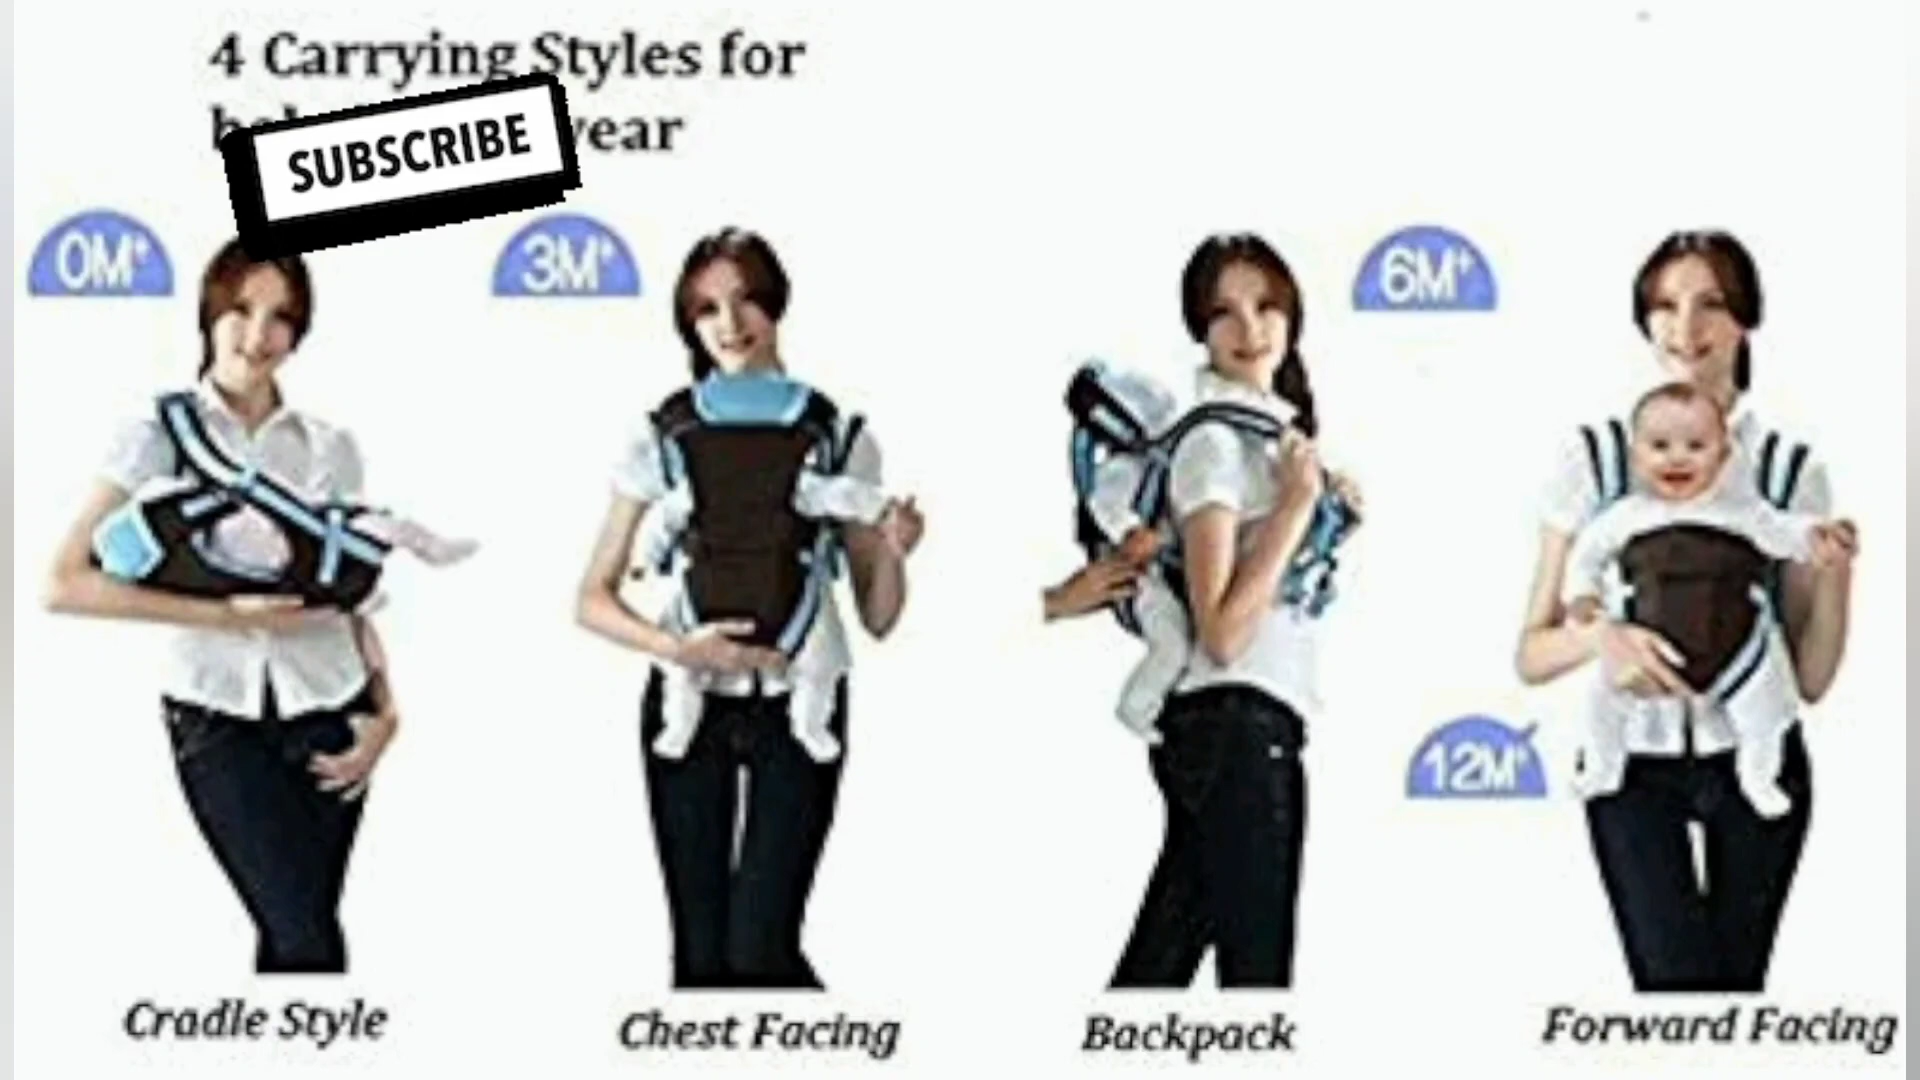 4 Carrying Styles for
year
SUBSCRIBE
0M+
3M+
6M+
12M+
Cradle Style
Chest Facing
Backpack
Forward Facing